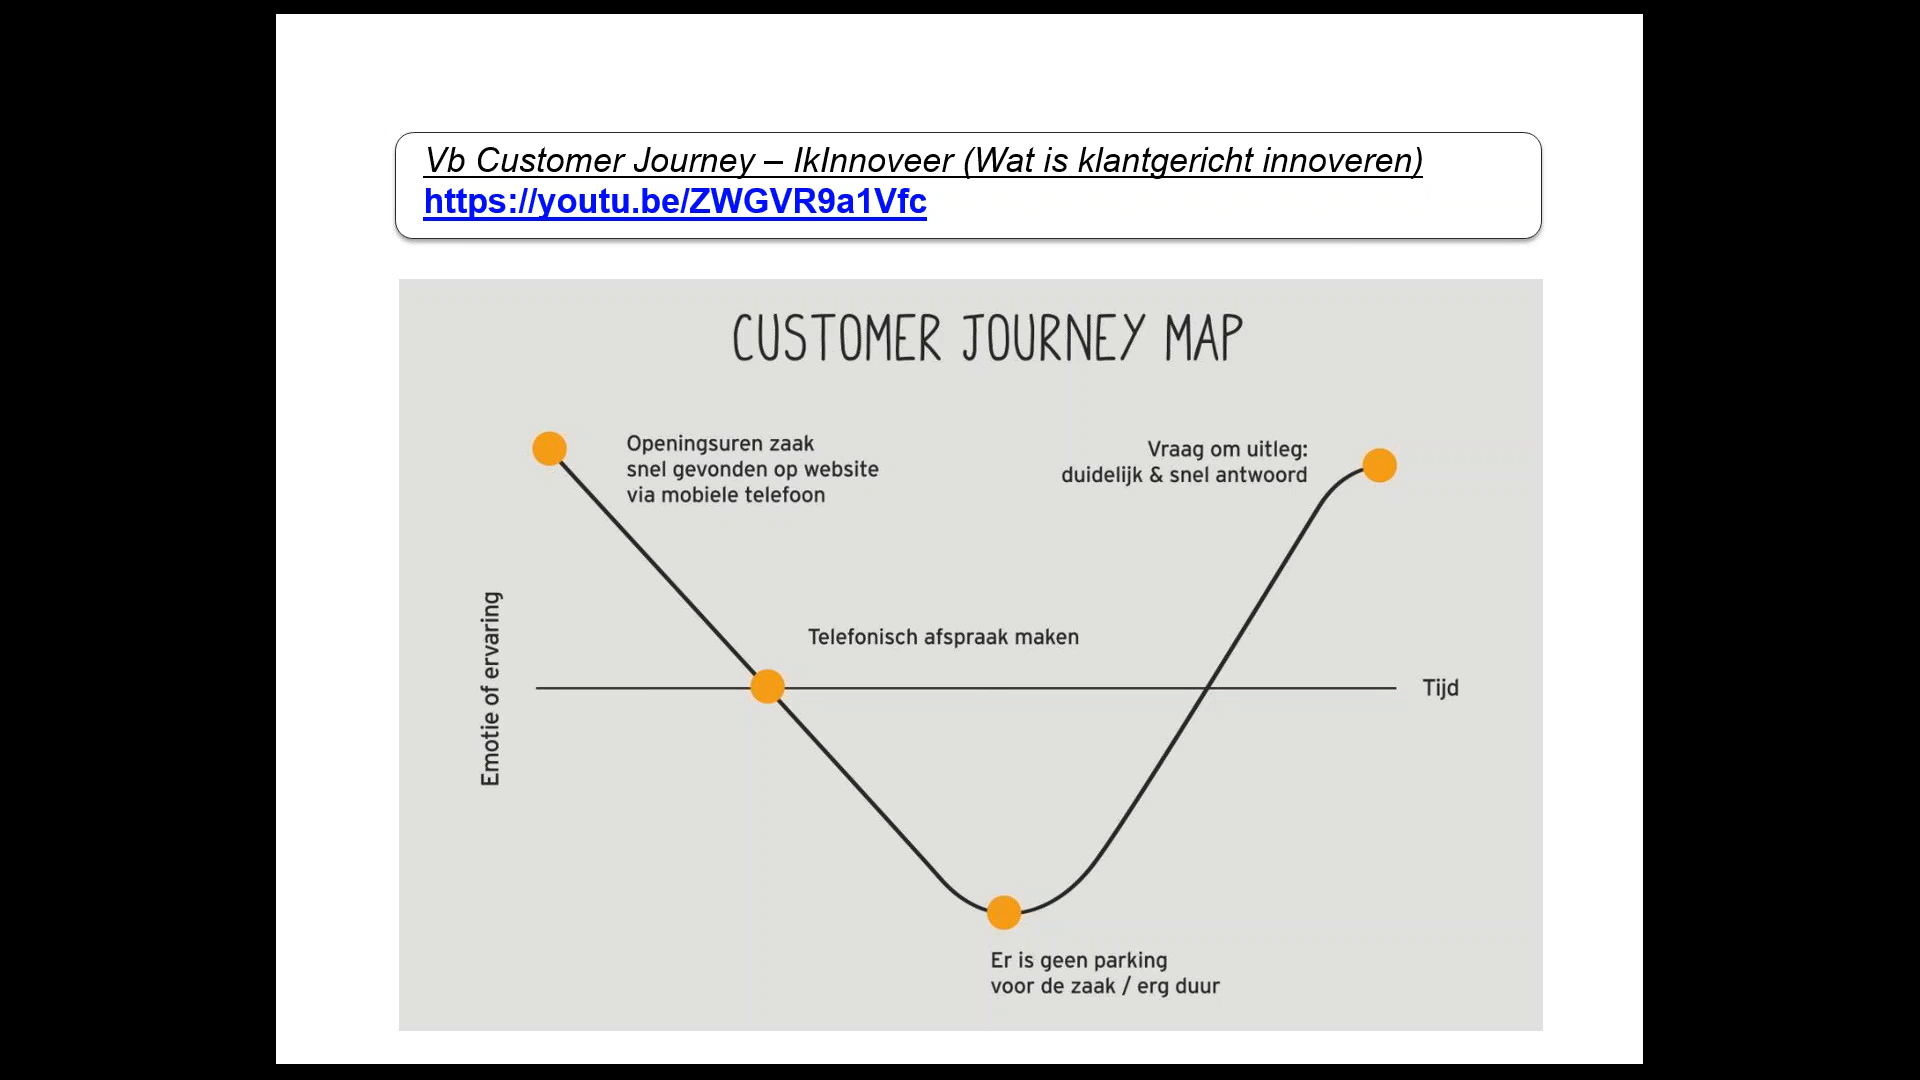 Vb Customer Journey – IkInnoveer (Wat is klantgericht innoveren)
https://youtu.be/ZWGVR9a1Vfc
CUSTOMER JOURNEY MAP
Openingsuren zaak
snel gevonden op website
via mobiele telefoon
Vraag om uitleg:
duidelijk & snel antwoord
Telefonisch afspraak maken
Emotie of ervaring
Tijd
Er is geen parking
voor de zaak / erg duur